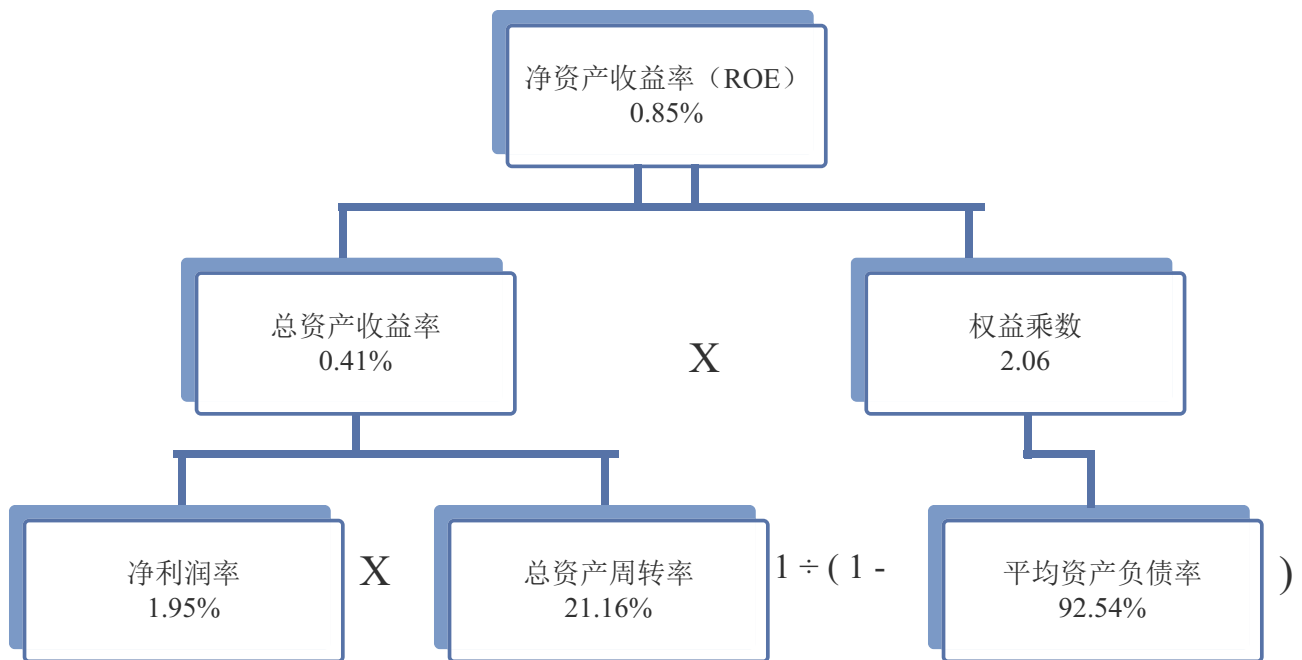 净资产收益率（ROE）
0.85%
总资产收益率
0.41%
X
权益乘数
2.06
净利润率
1.95%
X
总资产周转率
21.16%
1 ÷ ( 1 -
平均资产负债率
92.54%
)